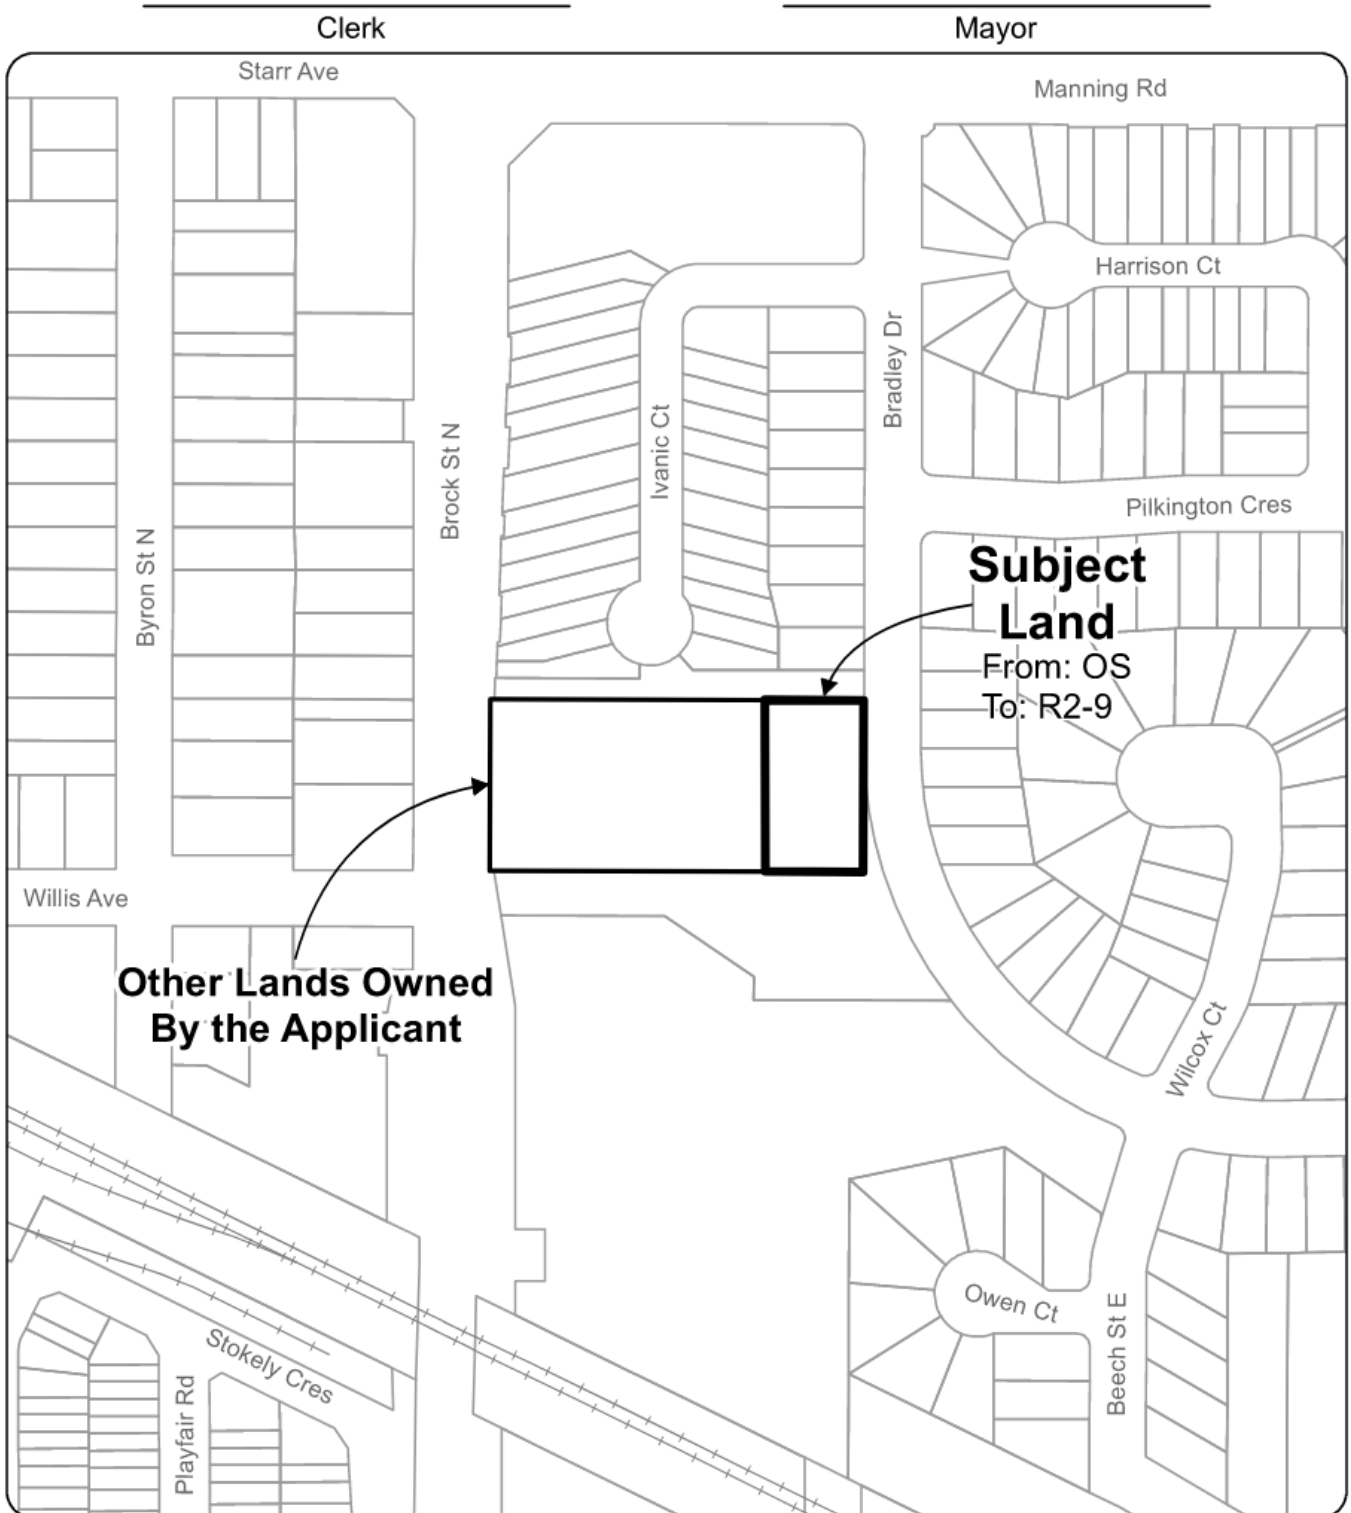 Clerk
Mayor
Starr Ave
Manning Rd
Harrison Ct
Bradley Dr
Ivanic Ct
Brock St N
Pilkington Cres
Byron St N
Subject
Land
From: OS
To: R2-9
Willis Ave
Other Lands Owned
By the Applicant
Wilcox Ct
Owen Ct
Beech St E
Stokely Cres
Playfair Rd